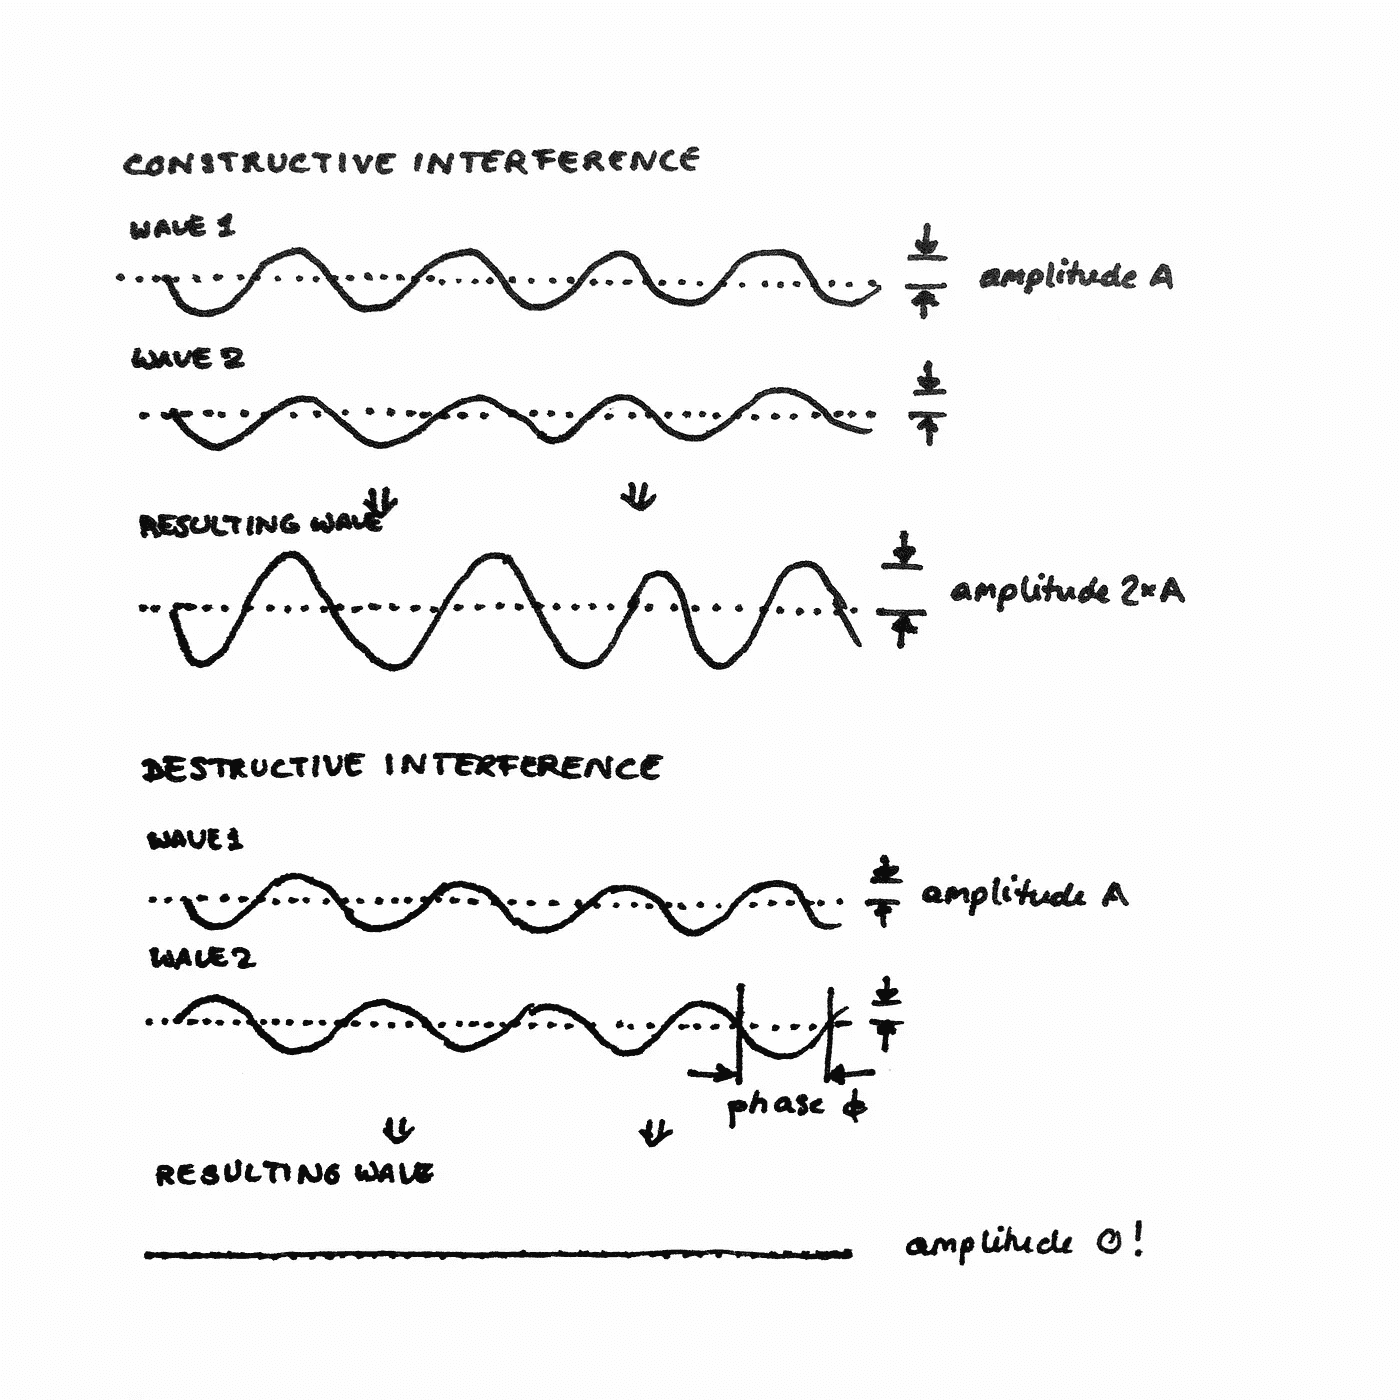 CONSTRUCTIVE INTERFERENCE
WAVE 1
amplitude A
WAVE 2
RESULTING WAVE
amplitude 2×A
DESTRUCTIVE INTERFERENCE
WAVE 1
amplitude A
WAVE 2
phase ϕ
RESULTING WAVE
amplitude 0!